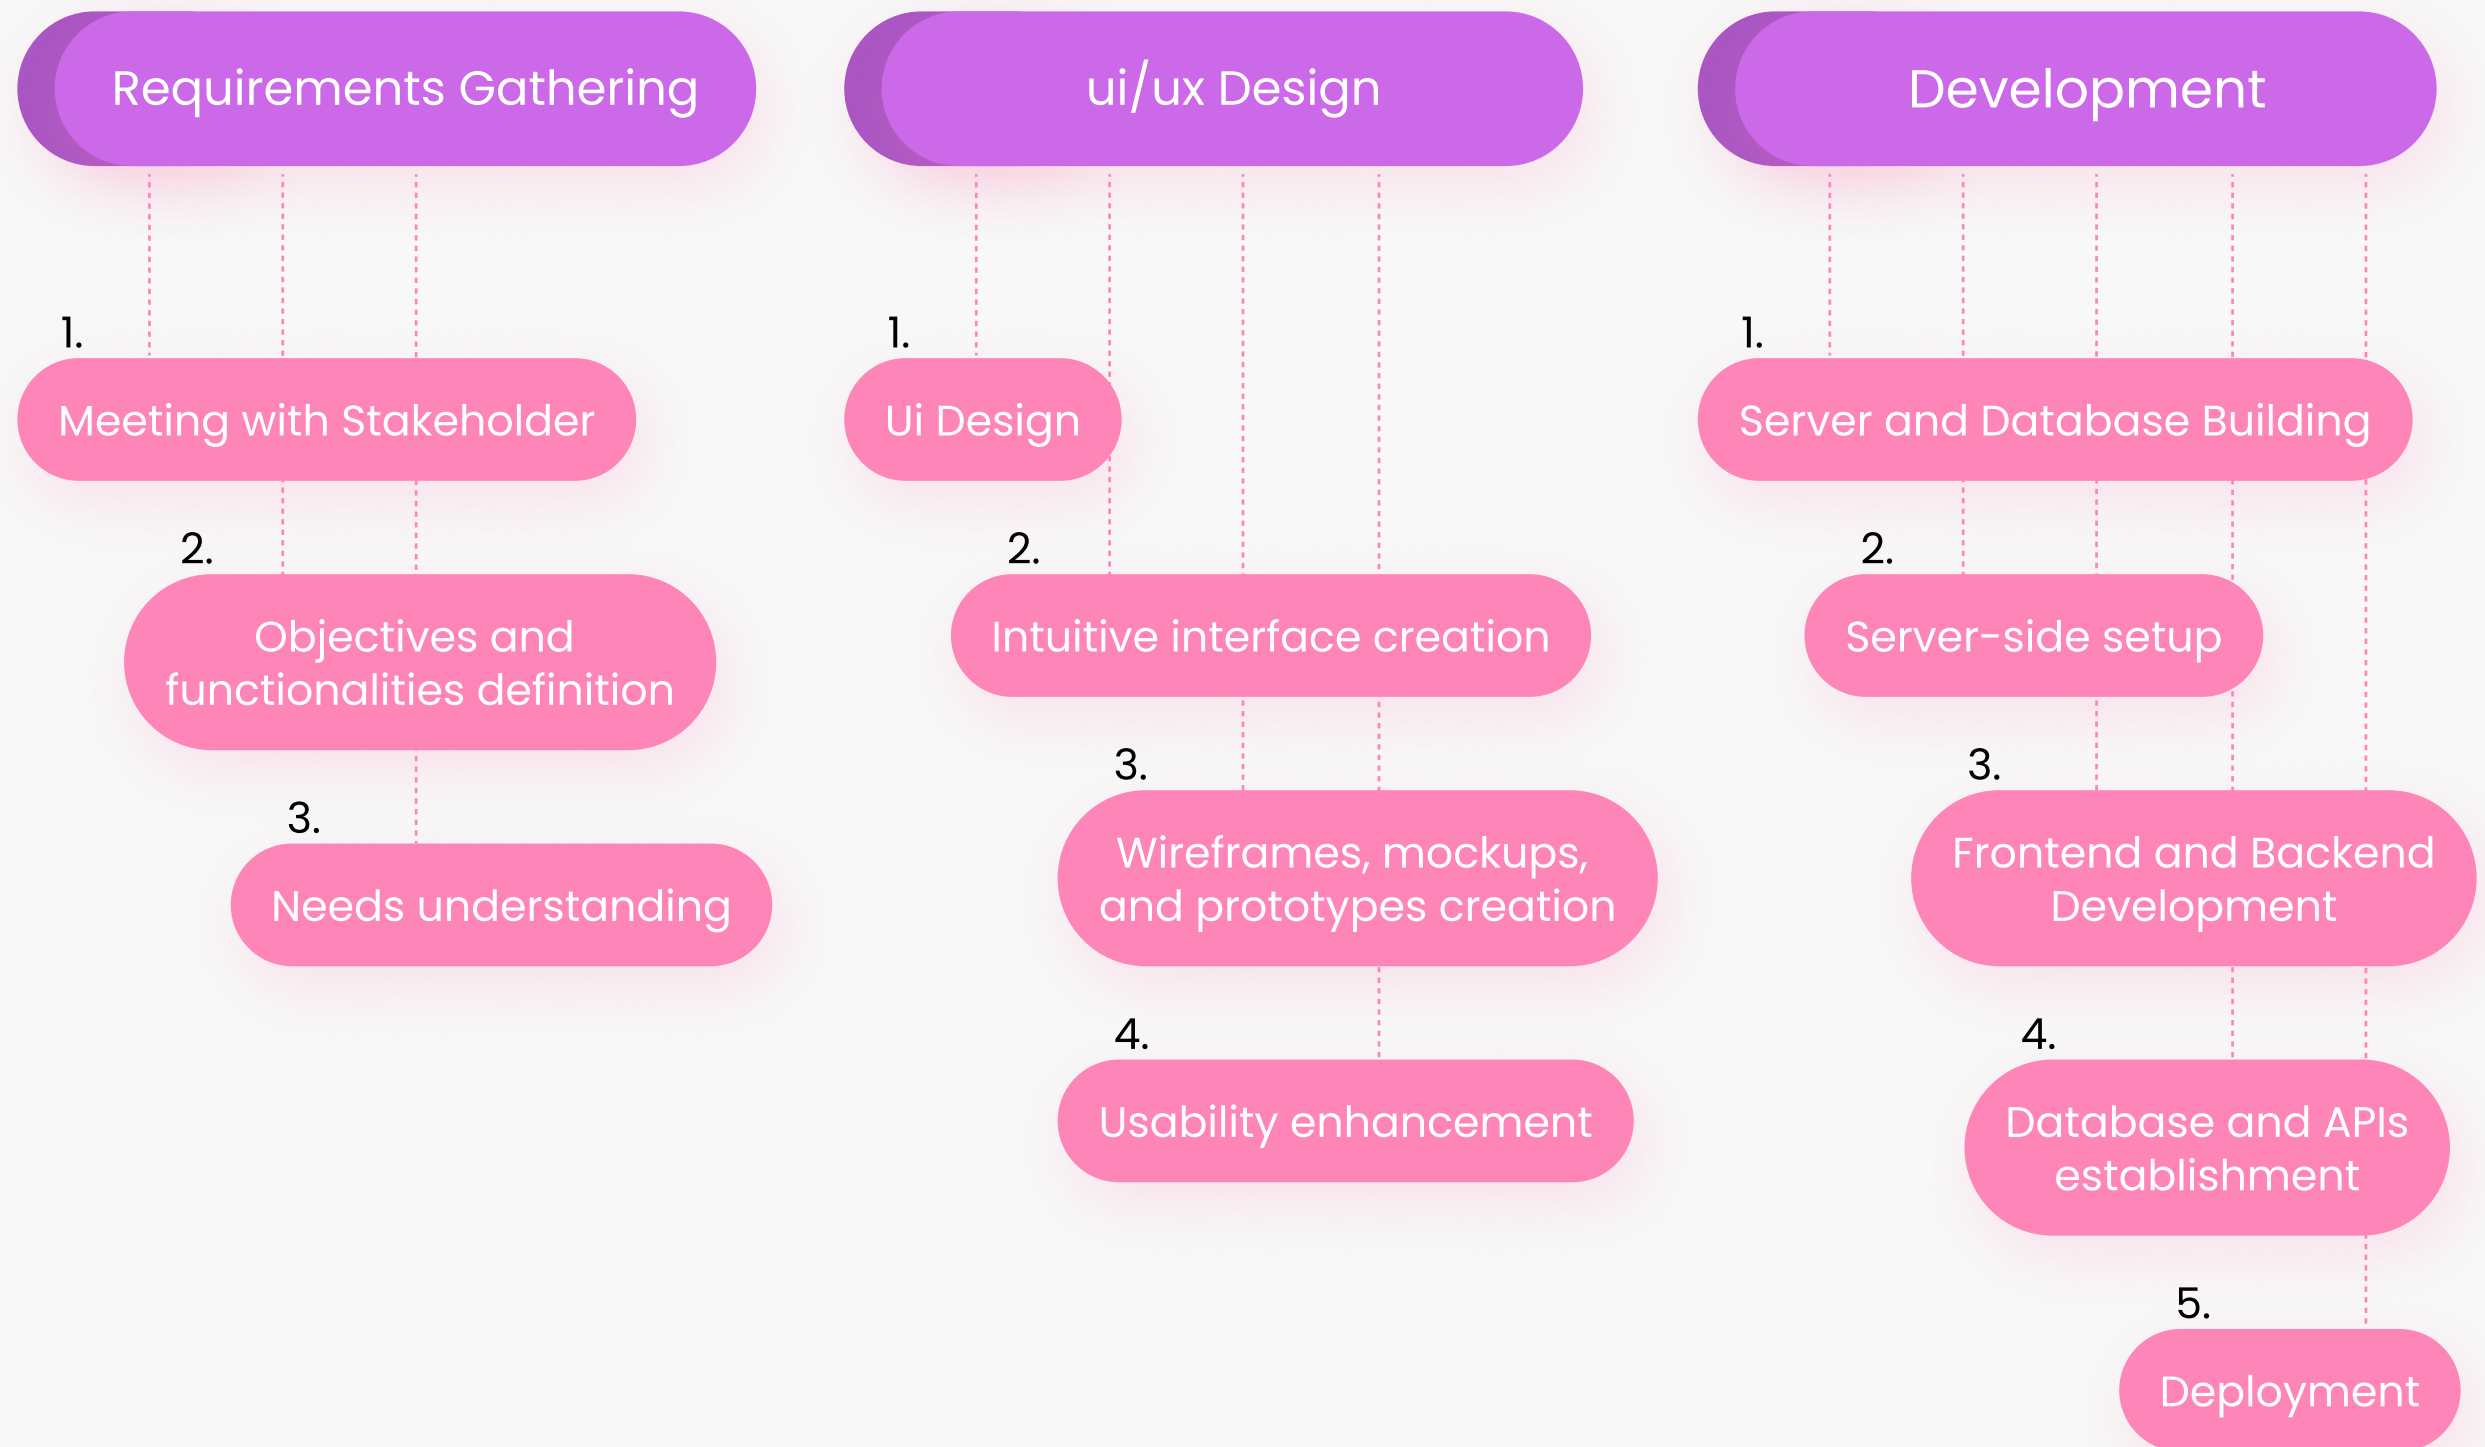 Requirements Gathering
1.
Meeting with Stakeholder
2.
Objectives and
functionalities definition
3.
Needs understanding
ui/ux Design
1.
Ui Design
2.
Intuitive interface creation
3.
Wireframes, mockups,
and prototypes creation
4.
Usability enhancement
Development
1.
Server and Database Building
2.
Server-side setup
3.
Frontend and Backend
Development
4.
Database and APIs
establishment
5.
Deployment